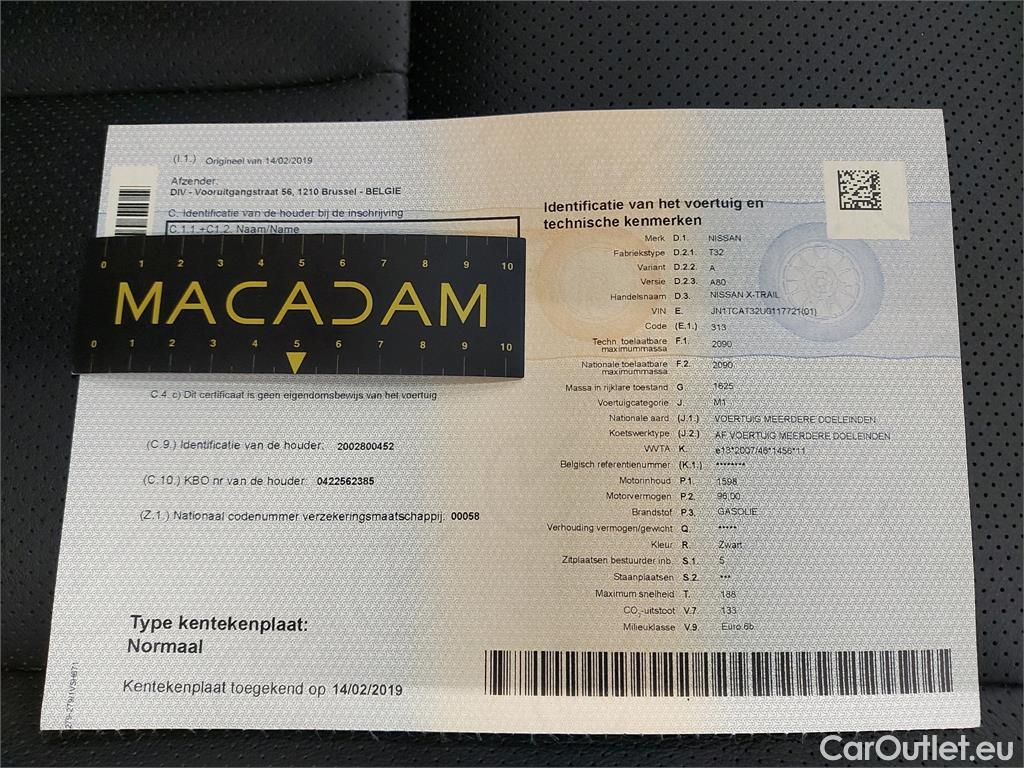 (I.1.) Origineel van 14/02/2019
Afzender:
DIV - Vooruitgangstraat 56, 1210 Brussel - BELGIE
C. Identificatie van de houder bij de inschrijving
C.1.1.+C1.2. Naam/Name
0 1 2 3 4 5 6 7 8 9 10
MACADAM
0 1 2 3 4 5 6 7 8 9 10
C.4. c) Dit certificaat is geen eigendomsbewijs van het voertuig
(C.9.) Identificatie van de houder: 2002800452
(C.10.) KBO nr van de houder: 0422562385
(Z.1.) Nationaal codenummer verzekeringsmaatschappij: 00058
Type kentekenplaat:
Normaal
Kentekenplaat toegekend op 14/02/2019
Identificatie van het voertuig en
technische kenmerken
Merk D.1. NISSAN
Fabriekstype D.2.1. T32
Variant D.2.2. A
Versie D.2.3. A80
Handelsnaam D.3. NISSAN X-TRAIL
VIN E. JN1TCAT32U0117721(01)
Code (E.1.) 313
Techn. toelaatbare
maximummassa F.1. 2090
Nationale toelaatbare
maximummassa F.2. 2090
Massa in rijklare toestand G. 1625
Voertuigcategorie J. M1
Nationale aard (J.1.) VOERTUIG MEERDERE DOELEINDEN
Koetswerktype (J.2.) AF VOERTUIG MEERDERE DOELEINDEN
WVTA K. e13*2007/46*1456*11
Belgisch referentienummer (K.1.) ********
Motorinhoud P.1. 1598
Motorvermogen P.2. 96.00
Brandstof P.3. GASOLIE
Verhouding vermogen/gewicht Q. *****
Kleur R. Zwart
Zitplaatsen bestuurder inb. S.1. 5
Staanplaatsen S.2. ***
Maximum snelheid T. 188
CO₂-uitstoot V.7. 133
Milieuklasse V.9. Euro 6b
CarOutlet.eu